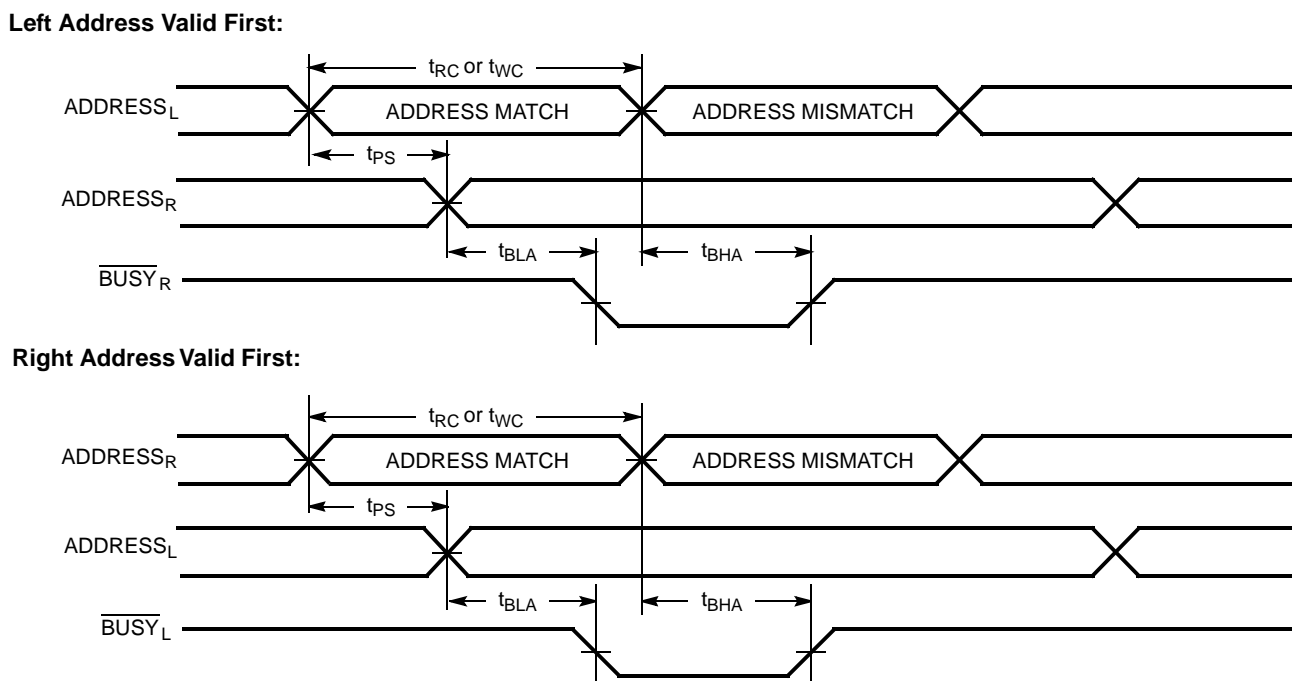 Left Address Valid First:
tRC or tWC
ADDRESSL
ADDRESS MATCH
ADDRESS MISMATCH
tPS
ADDRESSR
tBLA
tBHA
BUSYR
Right Address Valid First:
tRC or tWC
ADDRESSR
ADDRESS MATCH
ADDRESS MISMATCH
tPS
ADDRESSL
tBLA
tBHA
BUSYL